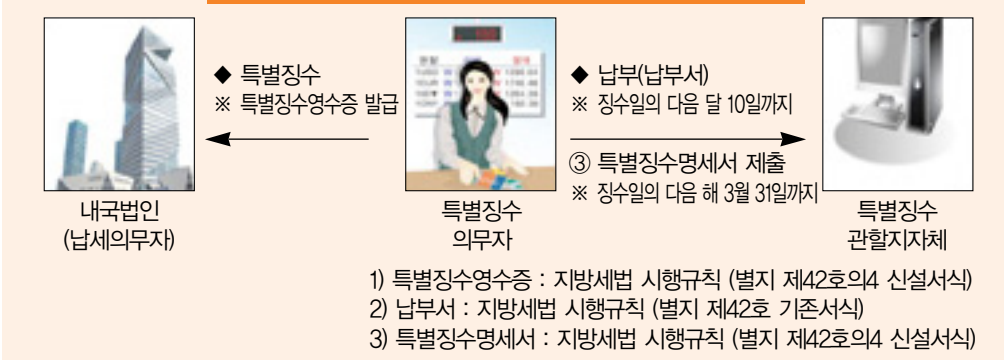 ◆ 특별징수
※ 특별징수영수증 발급
◆ 납부(납부서)
※ 징수일의 다음 달 10일까지
③ 특별징수명세서 제출
※ 징수일의 다음 해 3월 31일까지
내국법인
(납세의무자)
특별징수
의무자
특별징수
관할지자체
1) 특별징수영수증 : 지방세법 시행규칙 (별지 제42호의4 신설서식)
2) 납부서 : 지방세법 시행규칙 (별지 제42호 기존서식)
3) 특별징수명세서 : 지방세법 시행규칙 (별지 제42호의4 신설서식)